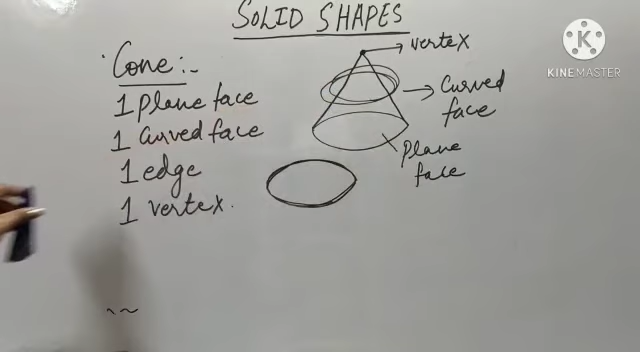 SOLID SHAPES
Cone:-
1 plane face
1 curved face
1 edge
1 vertex.
vertex
Curved
face
Plane
face
KINEMASTER